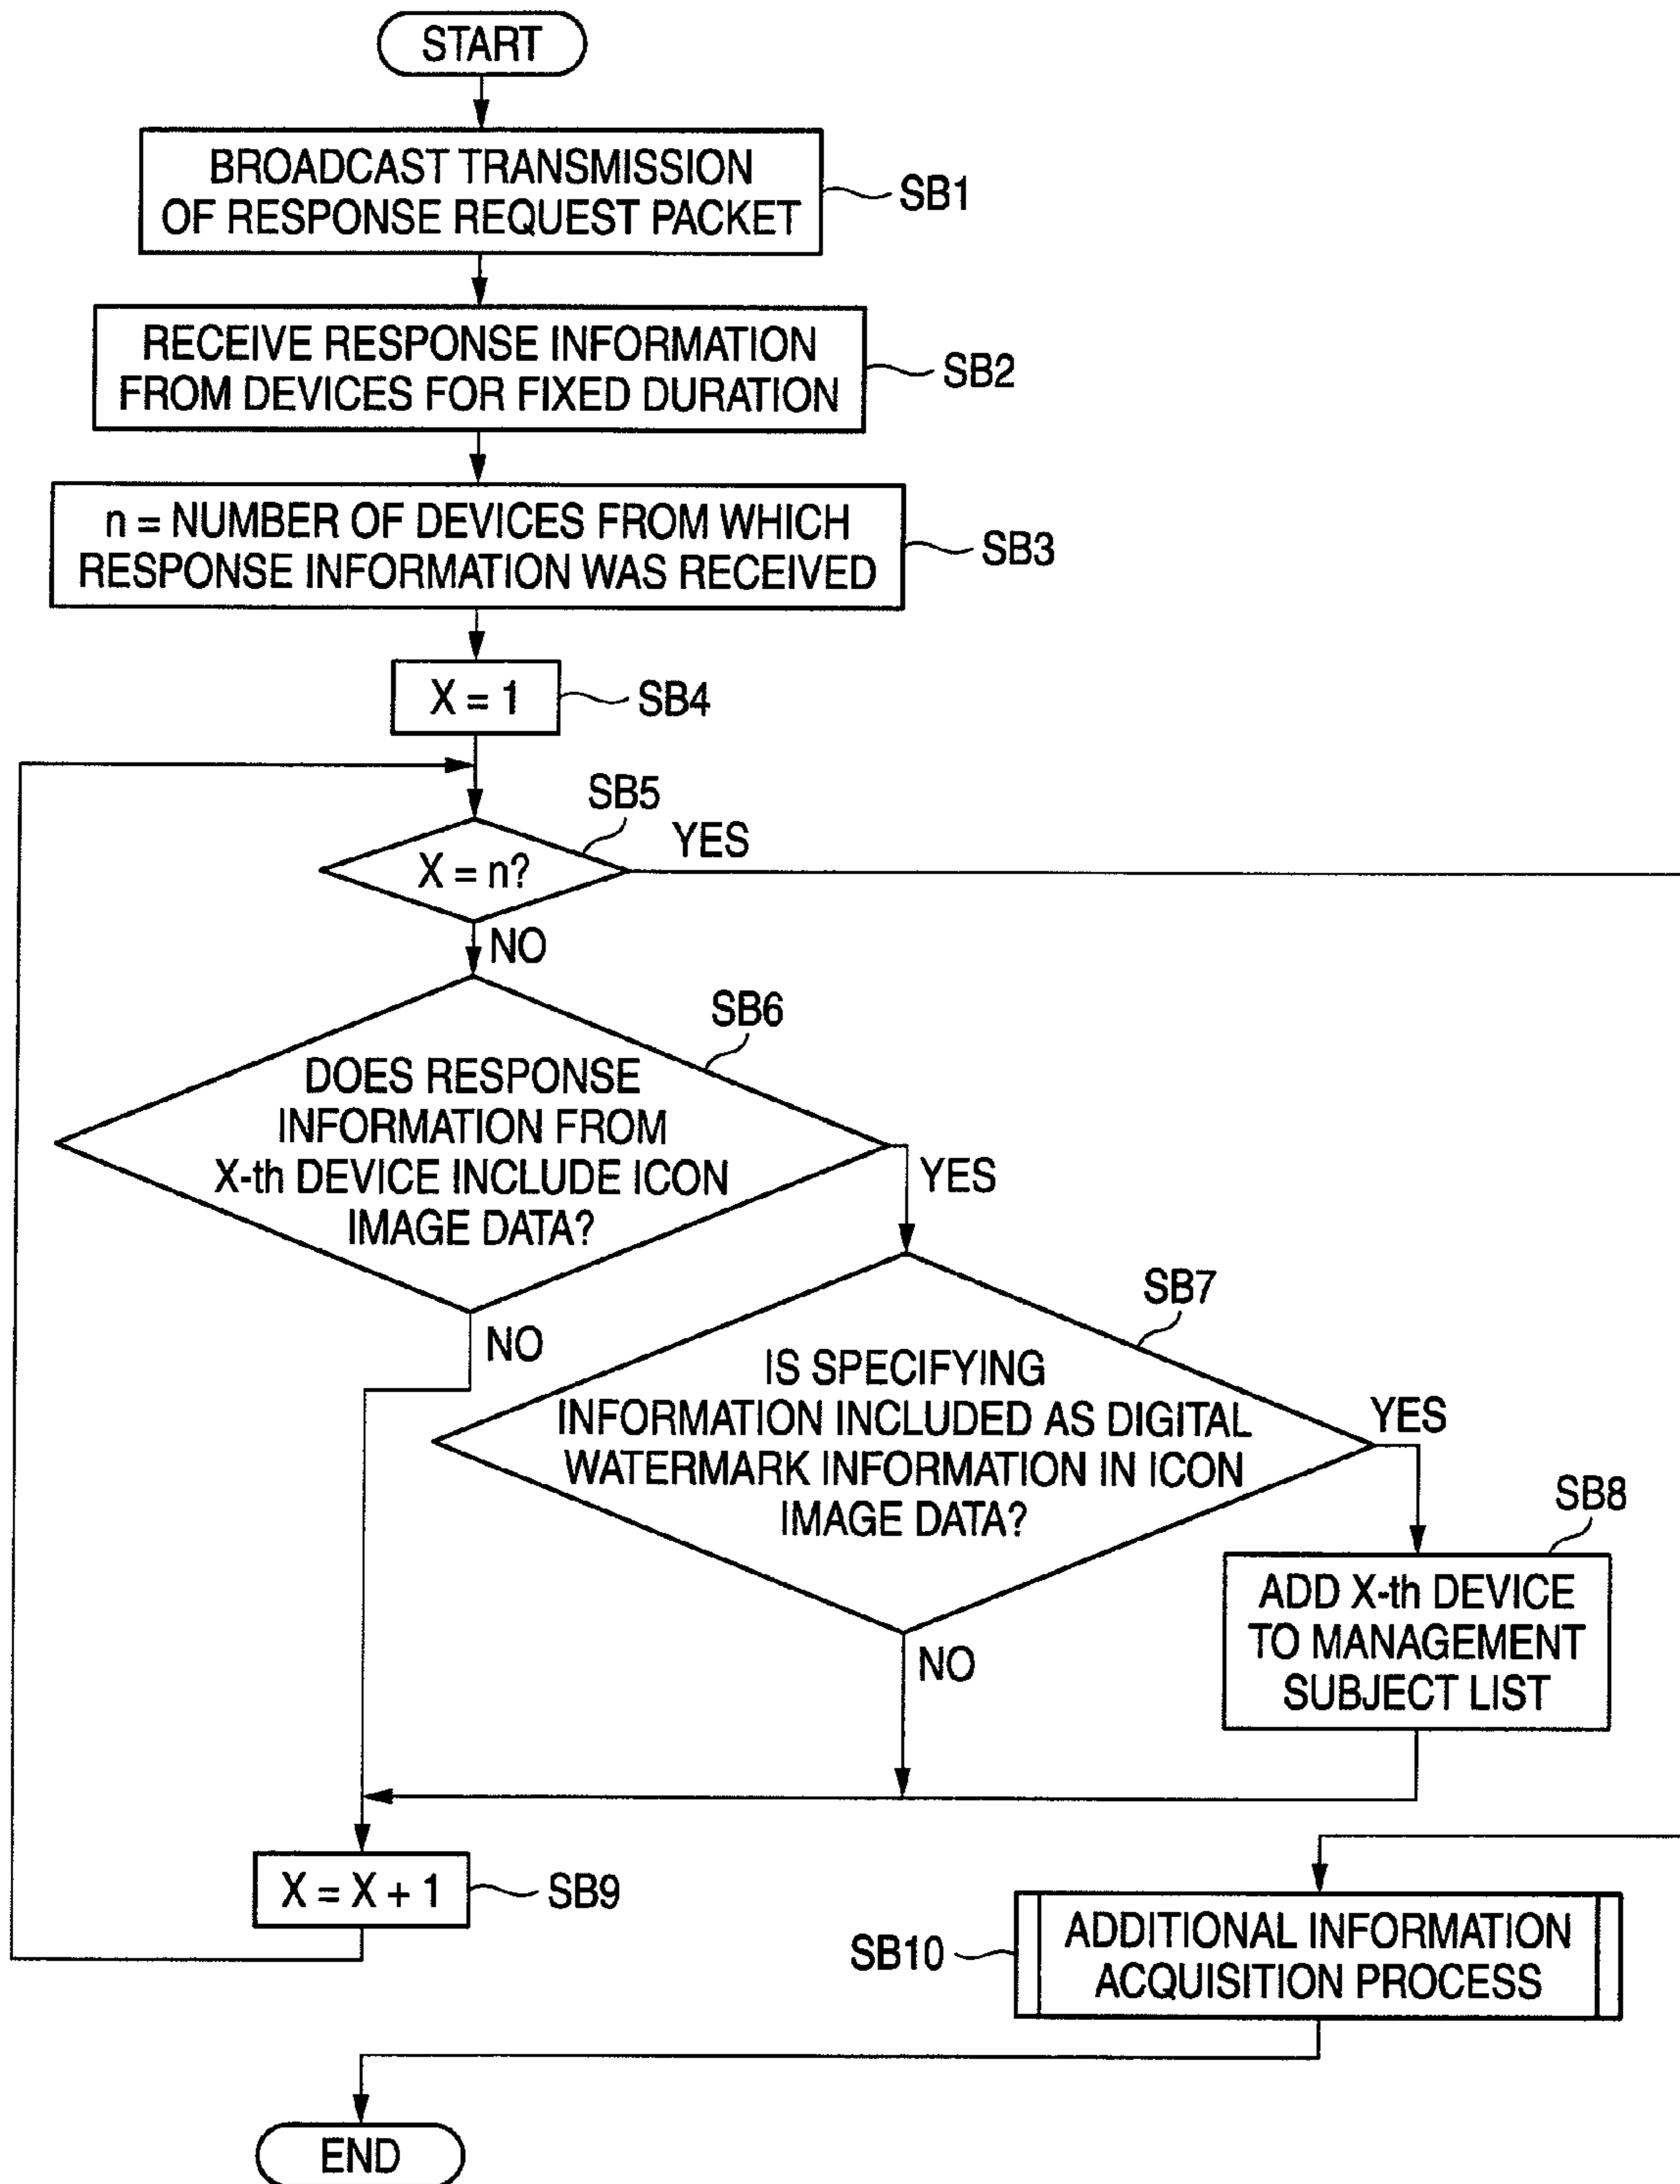 START
BROADCAST TRANSMISSION
OF RESPONSE REQUEST PACKET
SB1
RECEIVE RESPONSE INFORMATION
FROM DEVICES FOR FIXED DURATION
SB2
n = NUMBER OF DEVICES FROM WHICH
RESPONSE INFORMATION WAS RECEIVED
SB3
X = 1
SB4
SB5
X = n?
YES
NO
SB6
DOES RESPONSE
INFORMATION FROM
X-th DEVICE INCLUDE ICON
IMAGE DATA?
YES
NO
SB7
IS SPECIFYING
INFORMATION INCLUDED AS DIGITAL
WATERMARK INFORMATION IN ICON
IMAGE DATA?
YES
NO
SB8
ADD X-th DEVICE
TO MANAGEMENT
SUBJECT LIST
X = X + 1
SB9
SB10
ADDITIONAL INFORMATION
ACQUISITION PROCESS
END